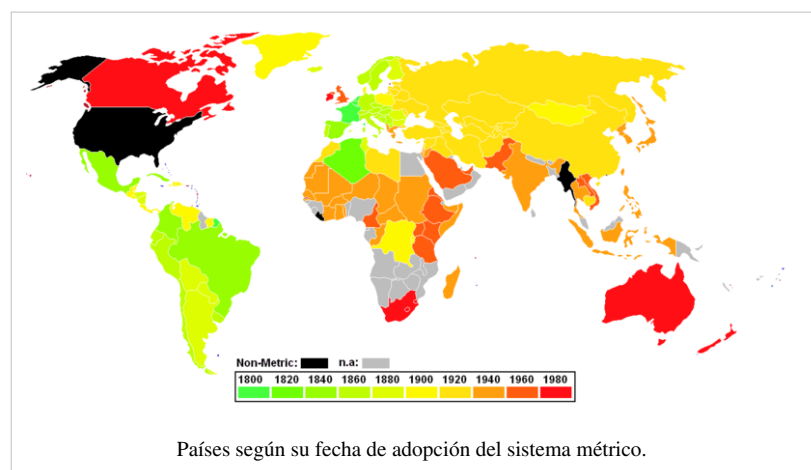 Non-Metric: n.a:
1800 1820 1840 1860 1880 1900 1920 1940 1960 1980
Países según su fecha de adopción del sistema métrico.